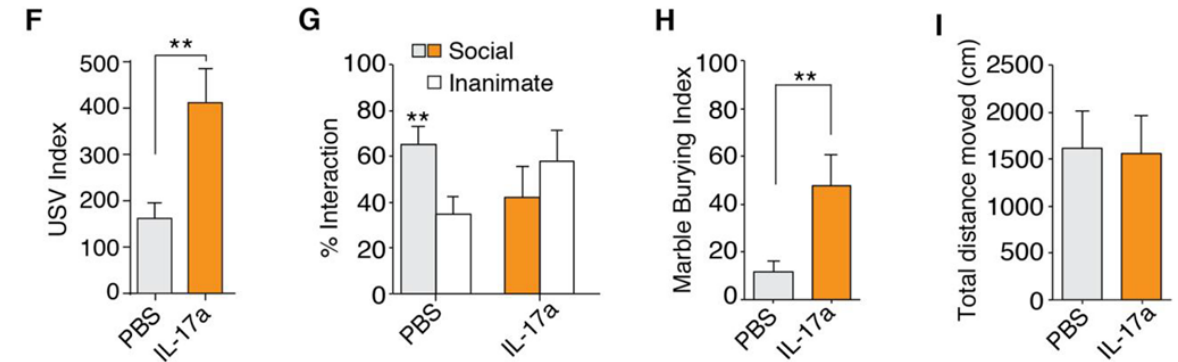 F
**
500
400
300
200
100
0
USV Index
PBS
IL-17a
G
Social
Inanimate
100
80
60
40
20
0
**
% Interaction
PBS
IL-17a
H
**
100
80
60
40
20
0
Marble Burying Index
PBS
IL-17a
I
2500
2000
1500
1000
500
0
Total distance moved (cm)
PBS
IL-17a